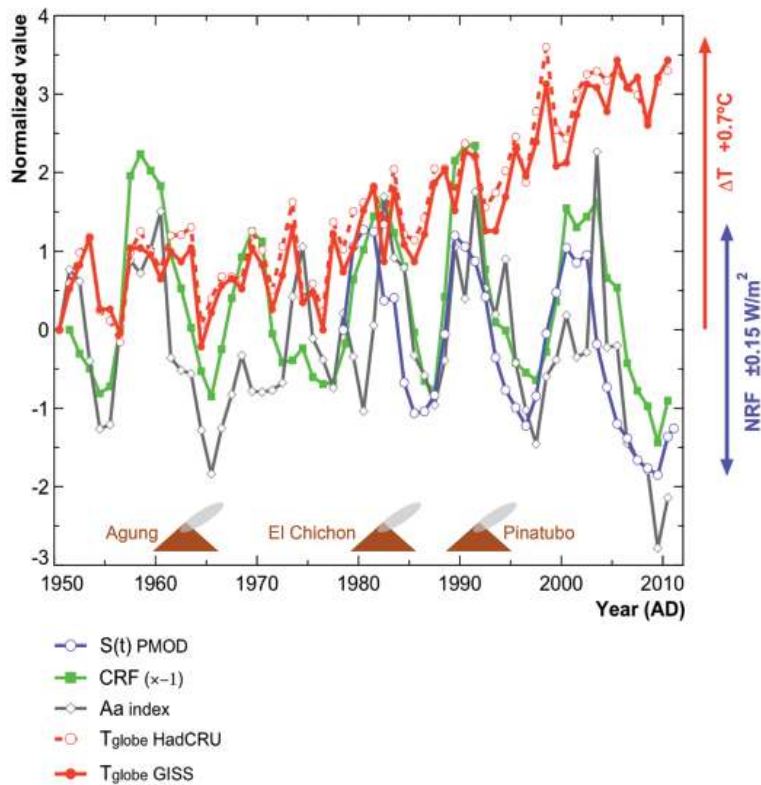 4
3
2
1
0
-1
-2
-3
Normalized value
1950
1960
1970
1980
1990
2000
2010
Year (AD)
Agung
El Chichon
Pinatubo
ΔT +0.7ºC
NRF ±0.15 W/m²
S(t) PMOD
CRF (×−1)
Aa index
Tglobe HadCRU
Tglobe GISS